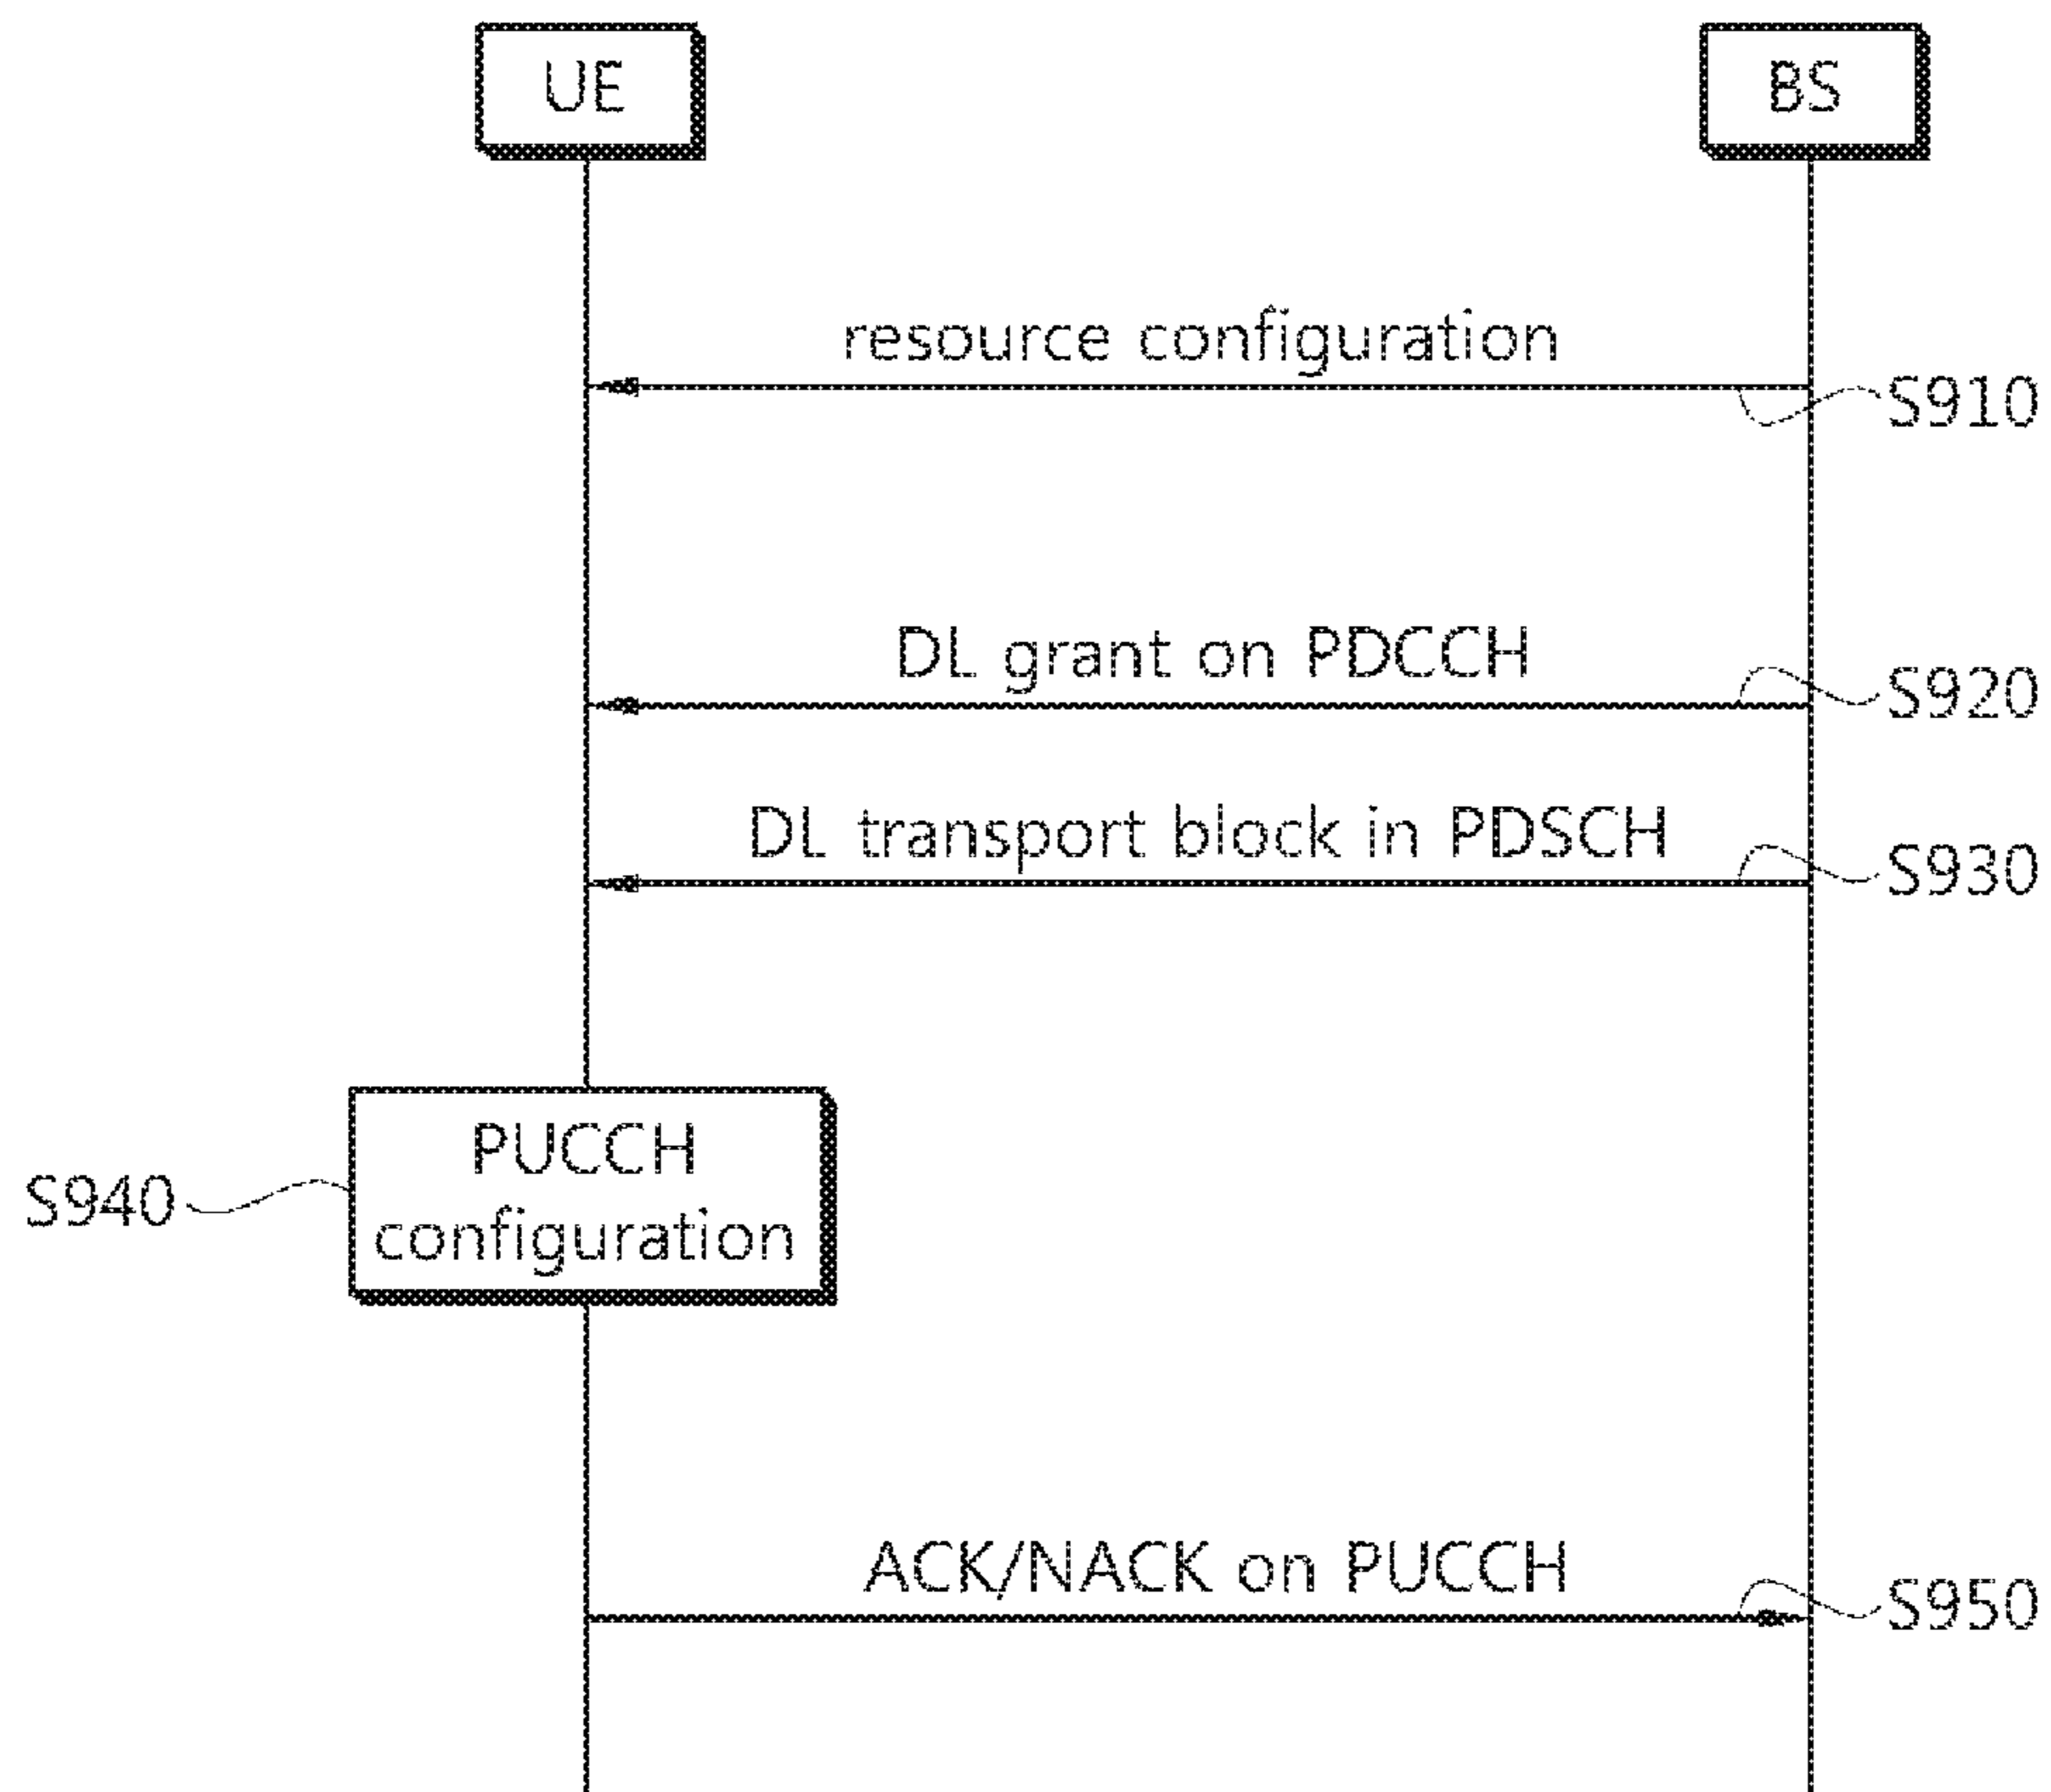 UE
BS
resource configuration
S910
DL grant on PDCCH
S920
DL transport block in PDSCH
S930
PUCCH
configuration
S940
ACK/NACK on PUCCH
S950